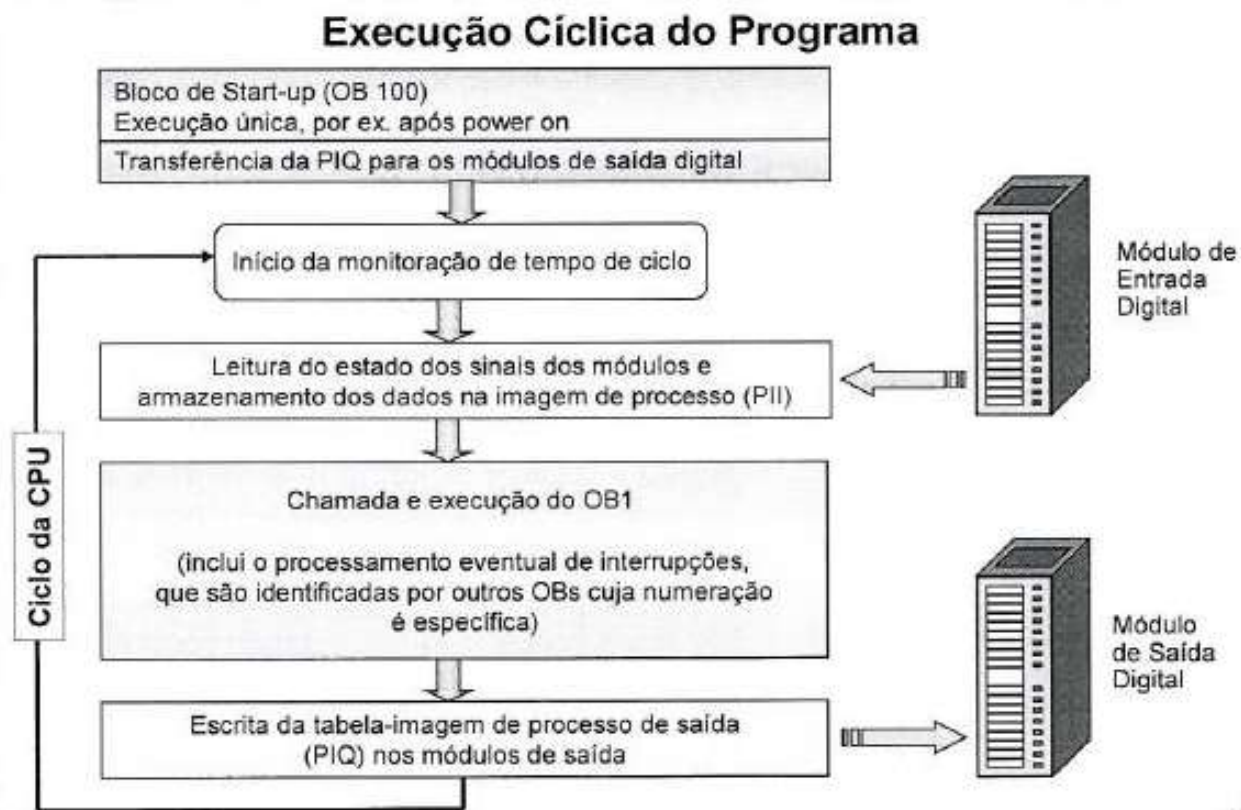 Execução Cíclica do Programa
Bloco de Start-up (OB 100)
Execução única, por ex. após power on
Transferência da PIQ para os módulos de saída digital
Início da monitoração de tempo de ciclo
Módulo de
Entrada
Digital
Leitura do estado dos sinais dos módulos e
armazenamento dos dados na imagem de processo (PII)
Ciclo da CPU
Chamada e execução do OB1
(inclui o processamento eventual de interrupções,
que são identificadas por outros OBs cuja numeração
é específica)
Módulo
de Saída
Digital
Escrita da tabela-imagem de processo de saída
(PIQ) nos módulos de saída